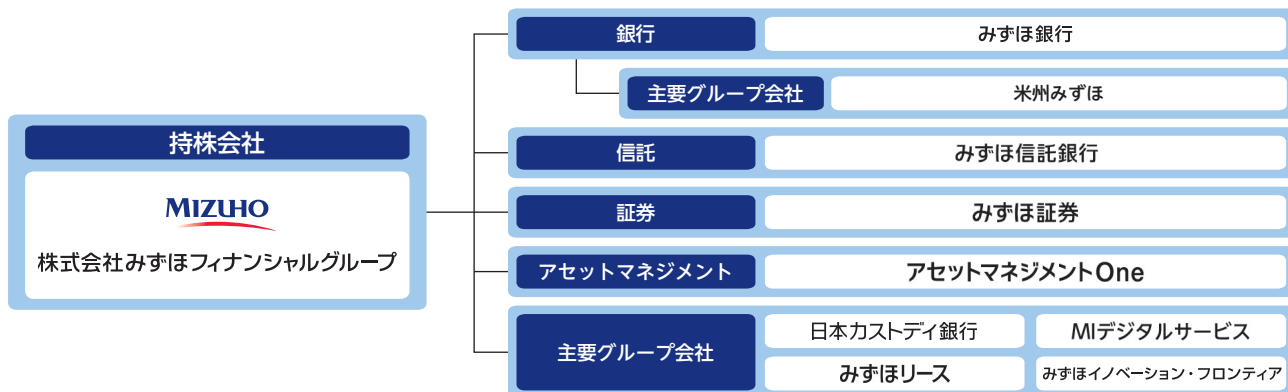 銀行
みずほ銀行
主要グループ会社
米州みずほ
持株会社
MIZUHO
株式会社みずほフィナンシャルグループ
信託
みずほ信託銀行
証券
みずほ証券
アセットマネジメント
アセットマネジメントOne
主要グループ会社
日本カストディ銀行
MIデジタルサービス
みずほリース
みずほイノベーション・フロンティア